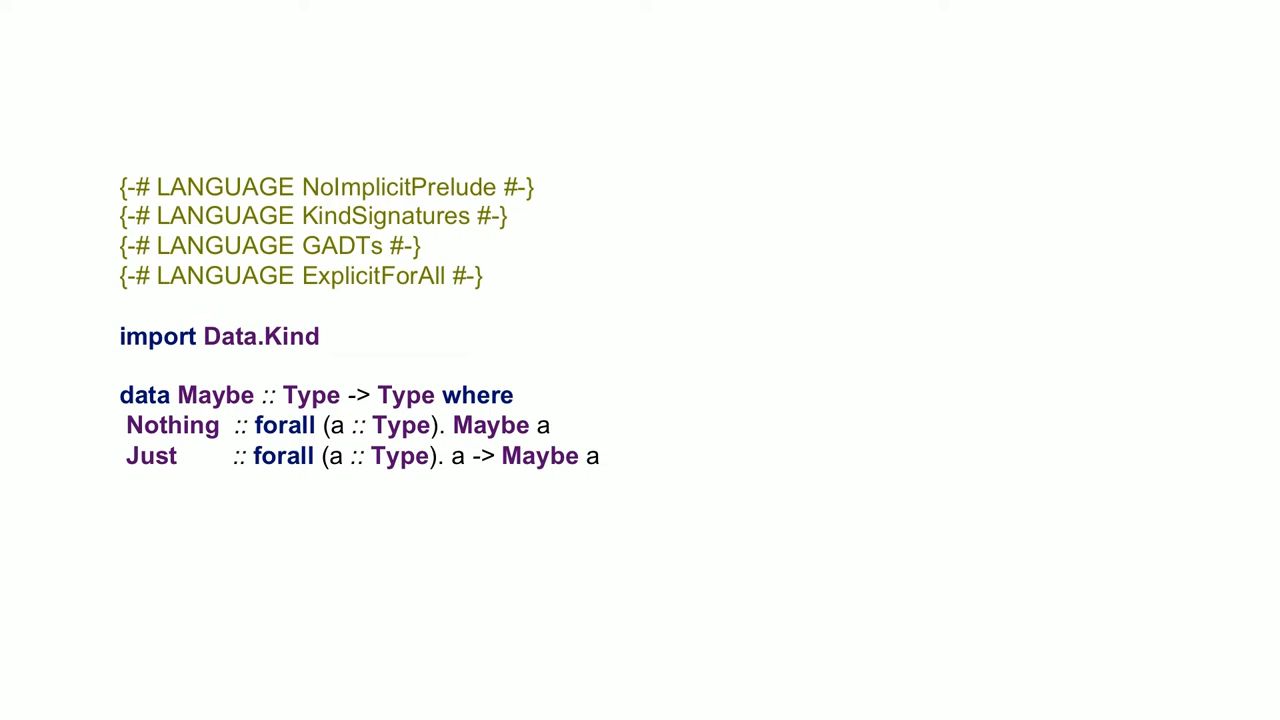 {-# LANGUAGE NoImplicitPrelude #-}
{-# LANGUAGE KindSignatures #-}
{-# LANGUAGE GADTs #-}
{-# LANGUAGE ExplicitForAll #-}
import Data.Kind
data Maybe :: Type -> Type where
Nothing :: forall (a :: Type). Maybe a
Just :: forall (a :: Type). a -> Maybe a